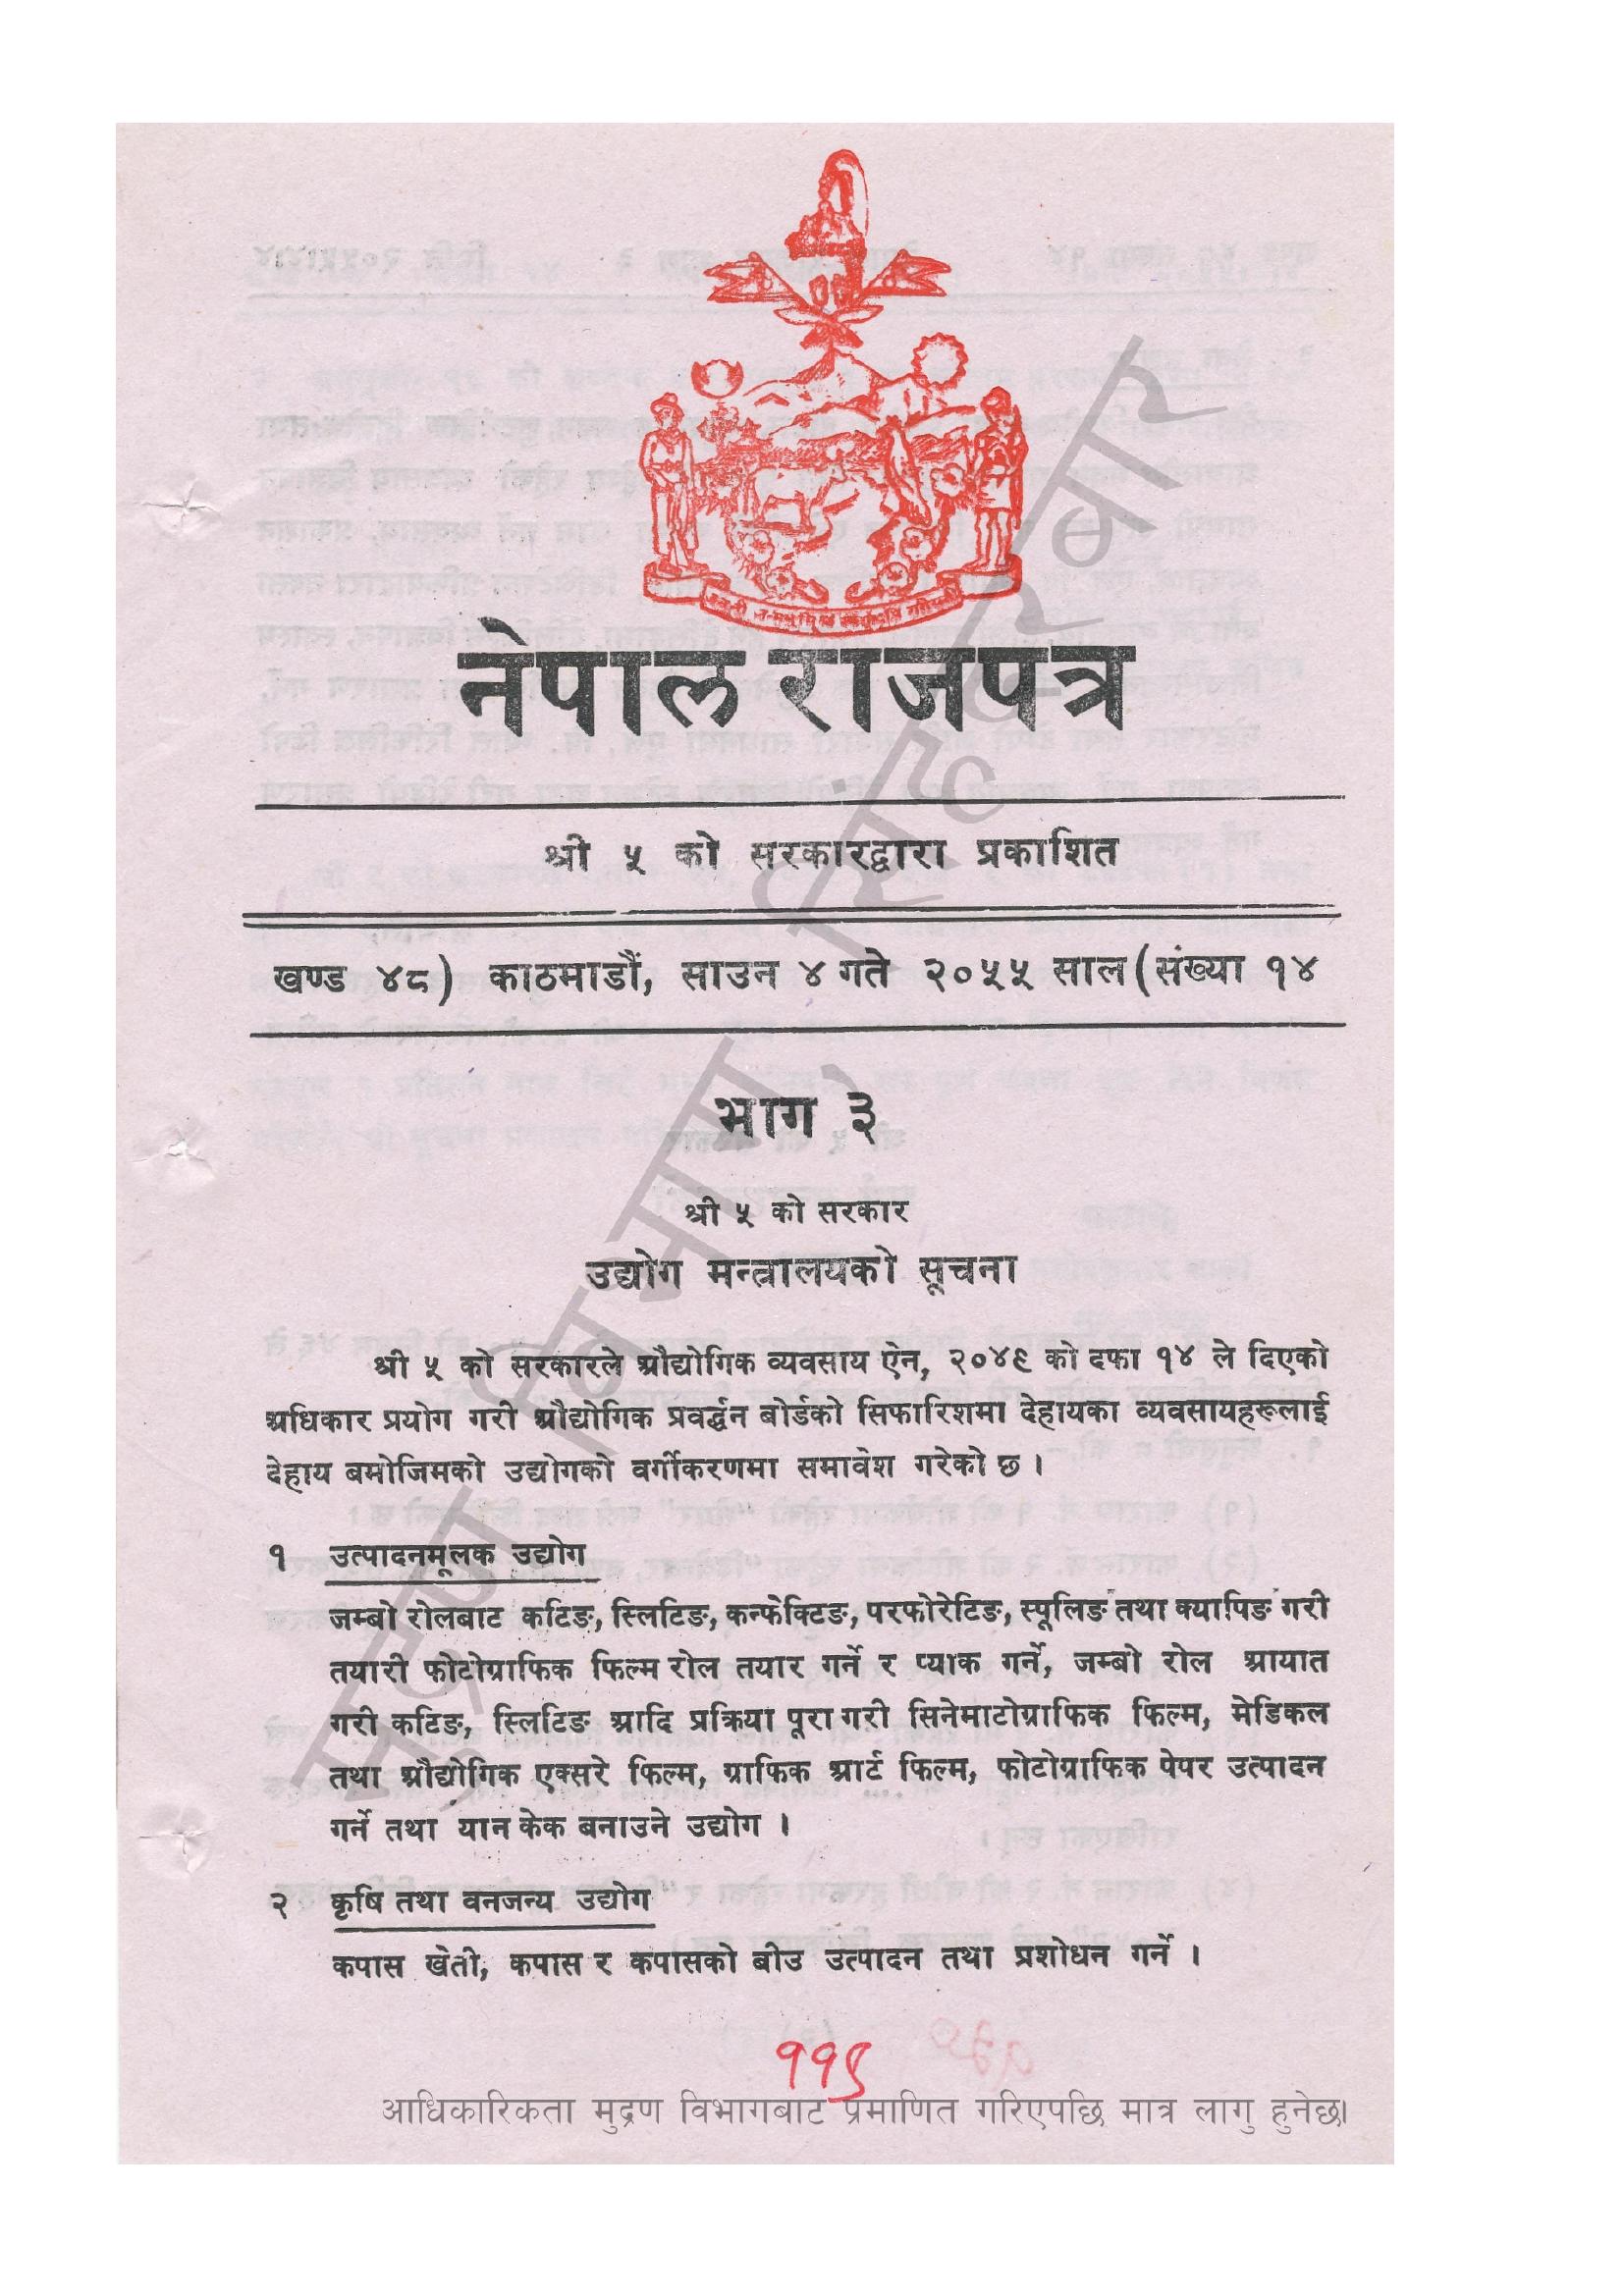 नेपाल राजपत्र
श्री ५ को सरकारद्वारा प्रकाशित
खण्ड ४८) काठमाडौं, साउन ४ गते २०५५ साल (संख्या १४
भाग ३
श्री ५ को सरकार
उद्योग मन्त्रालयको सूचना
श्री ५ को सरकारले औद्योगिक व्यवसाय ऐन, २०४९ को दफा १४ ले दिएको
अधिकार प्रयोग गरी औद्योगिक प्रवर्द्धन बोर्डको सिफारिशमा देहायका व्यवसायहरूलाई
देहाय बमोजिमको उद्योगको वर्गीकरणमा समावेश गरेको छ ।
१ उत्पादनमूलक उद्योग
जम्बो रोलबाट कटिङ, स्लिटिङ, कन्फेक्टिङ, परफोरेटिङ, स्पूलिङ तथा क्यापिङ गरी
तयारी फोटोग्राफिक फिल्म रोल तयार गर्ने र प्याक गर्ने, जम्बो रोल आयात
गरी कटिङ, स्लिटिङ आदि प्रक्रिया पूरा गरी सिनेमाटोग्राफिक फिल्म, मेडिकल
तथा औद्योगिक एक्सरे फिल्म, ग्राफिक आर्ट फिल्म, फोटोग्राफिक पेपर उत्पादन
गर्ने तथा यान केक बनाउने उद्योग ।
२ कृषि तथा वनजन्य उद्योग
कपास खेती, कपास र कपासको बीउ उत्पादन तथा प्रशोधन गर्ने ।
११९
आधिकारिकता मुद्रण विभागबाट प्रमाणित गरिएपछि मात्र लागु हुनेछ।
मुद्रण विभाग, सिंहदरबार